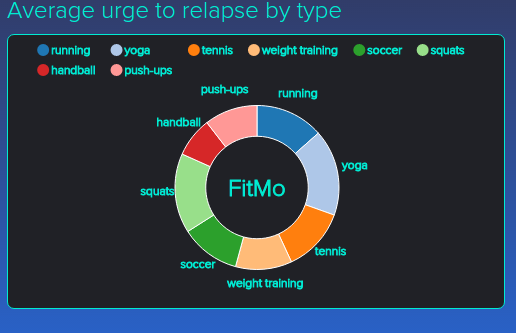 Average urge to relapse by type
running yoga tennis weight training soccer squats
handball push-ups
push-ups
running
handball
yoga
squats
FitMo
tennis
soccer
weight training